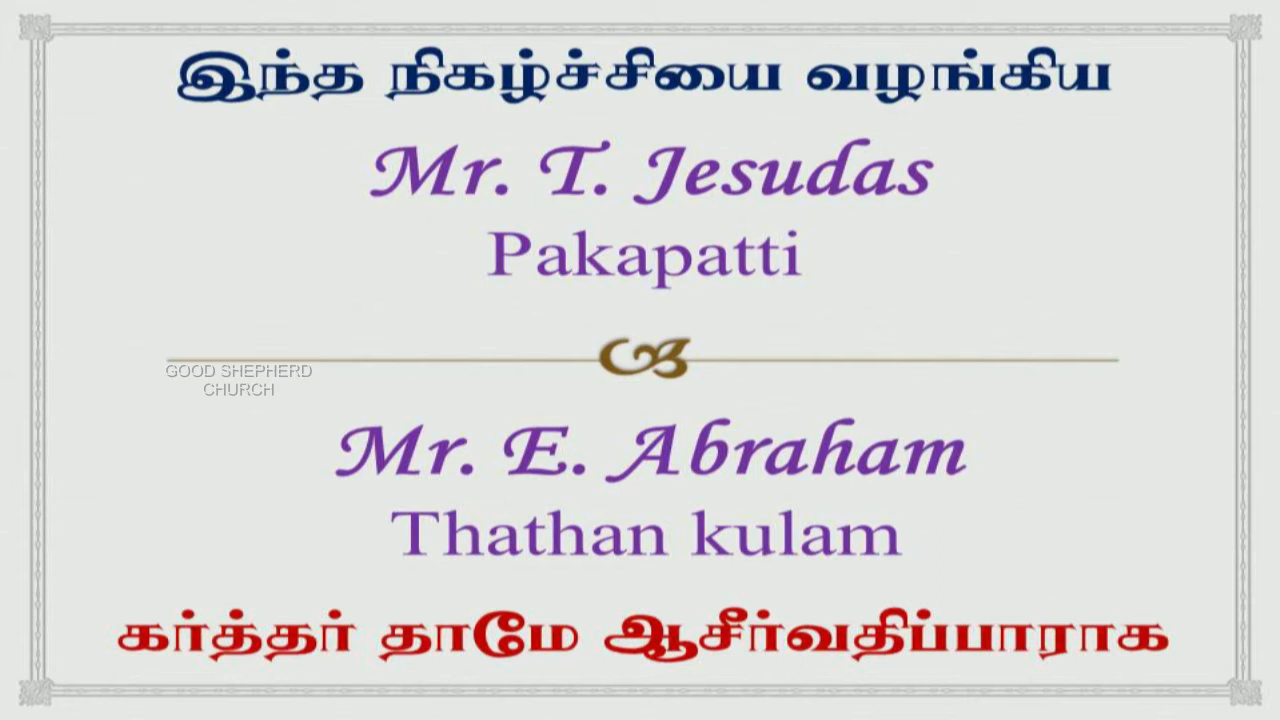 இந்த நிகழ்ச்சியை வழங்கிய
Mr. T. Jesudas
Pakapatti
GOOD SHEPHERD
CHURCH
Mr. E. Abraham
Thathan kulam
கர்த்தர் தாமே ஆசீர்வதிப்பாராக